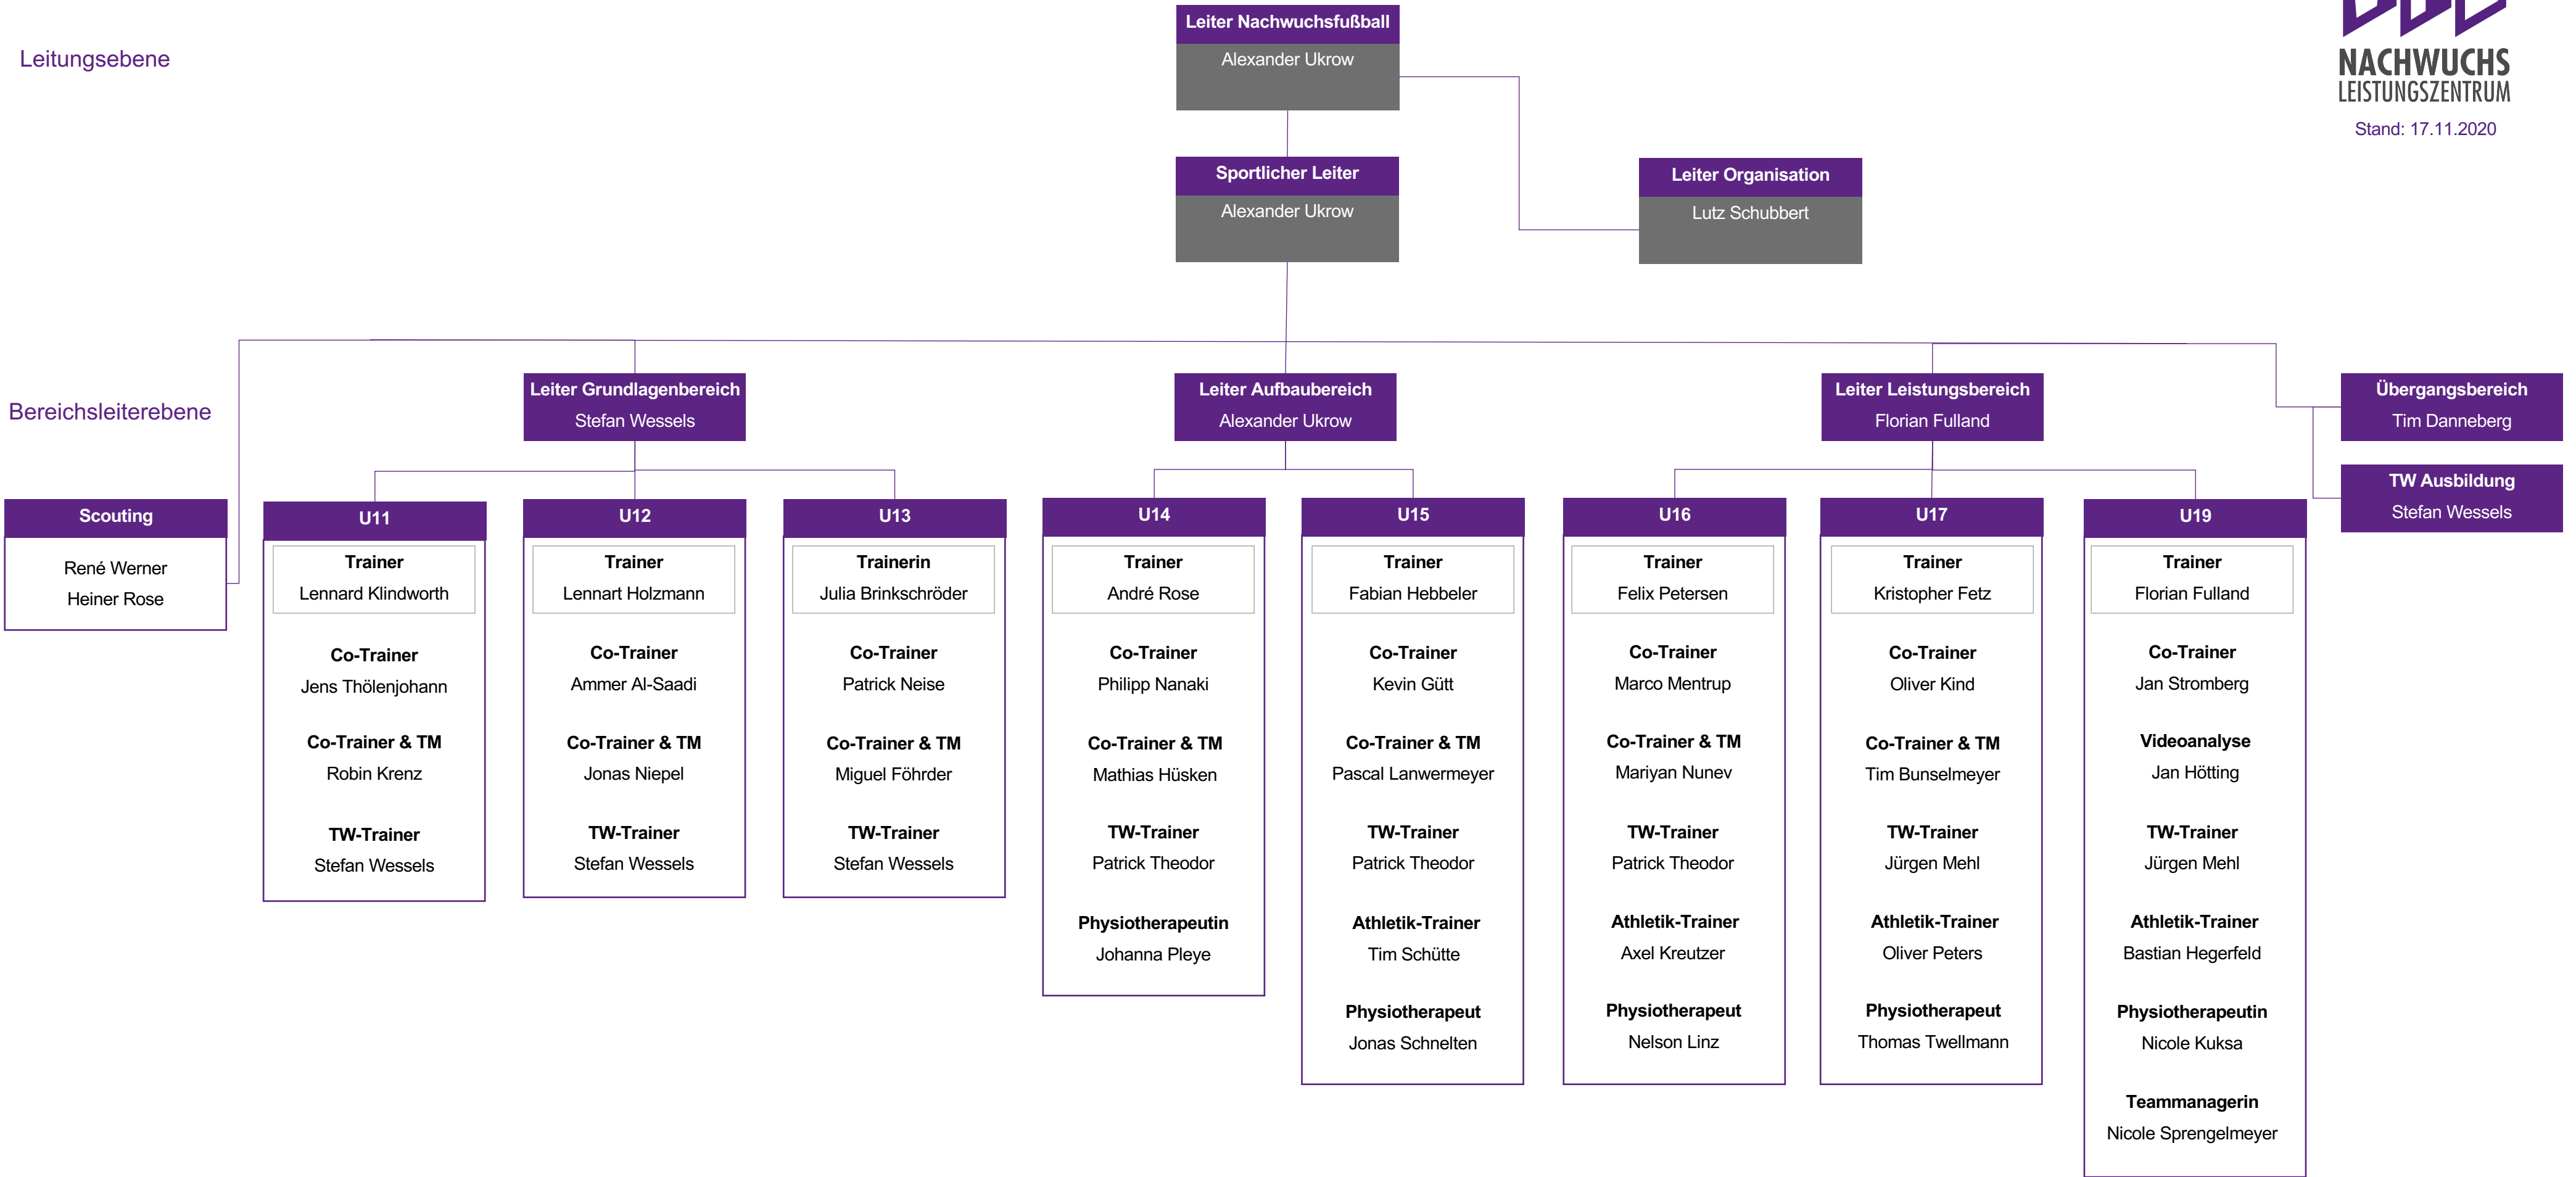 Leitungsebene
Leiter Nachwuchsfußball
Alexander Ukrow
NACHWUCHS
LEISTUNGSZENTRUM
Stand: 17.11.2020
Sportlicher Leiter
Alexander Ukrow
Leiter Organisation
Lutz Schubbert
Bereichsleiterebene
Leiter Grundlagenbereich
Stefan Wessels
Leiter Aufbaubereich
Alexander Ukrow
Leiter Leistungsbereich
Florian Fulland
Übergangsbereich
Tim Danneberg
TW Ausbildung
Stefan Wessels
Scouting
René Werner
Heiner Rose
U11
Trainer
Lennard Klindworth
Co-Trainer
Jens Thölenjohann
Co-Trainer & TM
Robin Krenz
TW-Trainer
Stefan Wessels
U12
Trainer
Lennart Holzmann
Co-Trainer
Ammer Al-Saadi
Co-Trainer & TM
Jonas Niepel
TW-Trainer
Stefan Wessels
U13
Trainerin
Julia Brinkschröder
Co-Trainer
Patrick Neise
Co-Trainer & TM
Miguel Föhrder
TW-Trainer
Stefan Wessels
U14
Trainer
André Rose
Co-Trainer
Philipp Nanaki
Co-Trainer & TM
Mathias Hüsken
TW-Trainer
Patrick Theodor
Physiotherapeutin
Johanna Pleye
U15
Trainer
Fabian Hebbeler
Co-Trainer
Kevin Gütt
Co-Trainer & TM
Pascal Lanwermeyer
TW-Trainer
Patrick Theodor
Athletik-Trainer
Tim Schütte
Physiotherapeut
Jonas Schnelten
U16
Trainer
Felix Petersen
Co-Trainer
Marco Mentrup
Co-Trainer & TM
Mariyan Nunev
TW-Trainer
Patrick Theodor
Athletik-Trainer
Axel Kreutzer
Physiotherapeut
Nelson Linz
U17
Trainer
Kristopher Fetz
Co-Trainer
Oliver Kind
Co-Trainer & TM
Tim Bunselmeyer
TW-Trainer
Jürgen Mehl
Athletik-Trainer
Oliver Peters
Physiotherapeut
Thomas Twellmann
U19
Trainer
Florian Fulland
Co-Trainer
Jan Stromberg
Videoanalyse
Jan Hötting
TW-Trainer
Jürgen Mehl
Athletik-Trainer
Bastian Hegerfeld
Physiotherapeutin
Nicole Kuksa
Teammanagerin
Nicole Sprengelmeyer